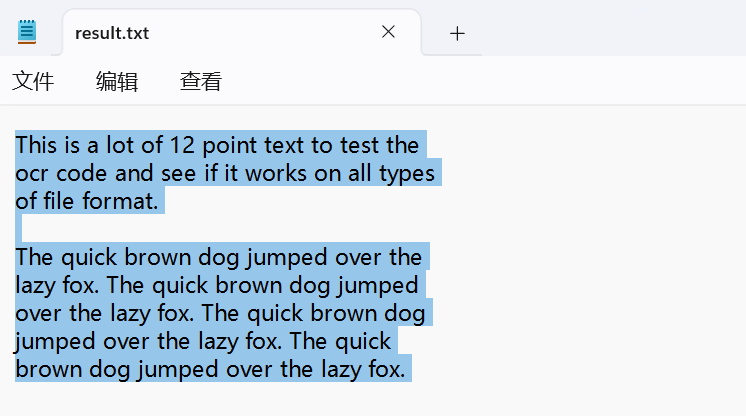 result.txt
文件 编辑 查看
This is a lot of 12 point text to test the
ocr code and see if it works on all types
of file format.

The quick brown dog jumped over the
lazy fox. The quick brown dog jumped
over the lazy fox. The quick brown dog
jumped over the lazy fox. The quick
brown dog jumped over the lazy fox.